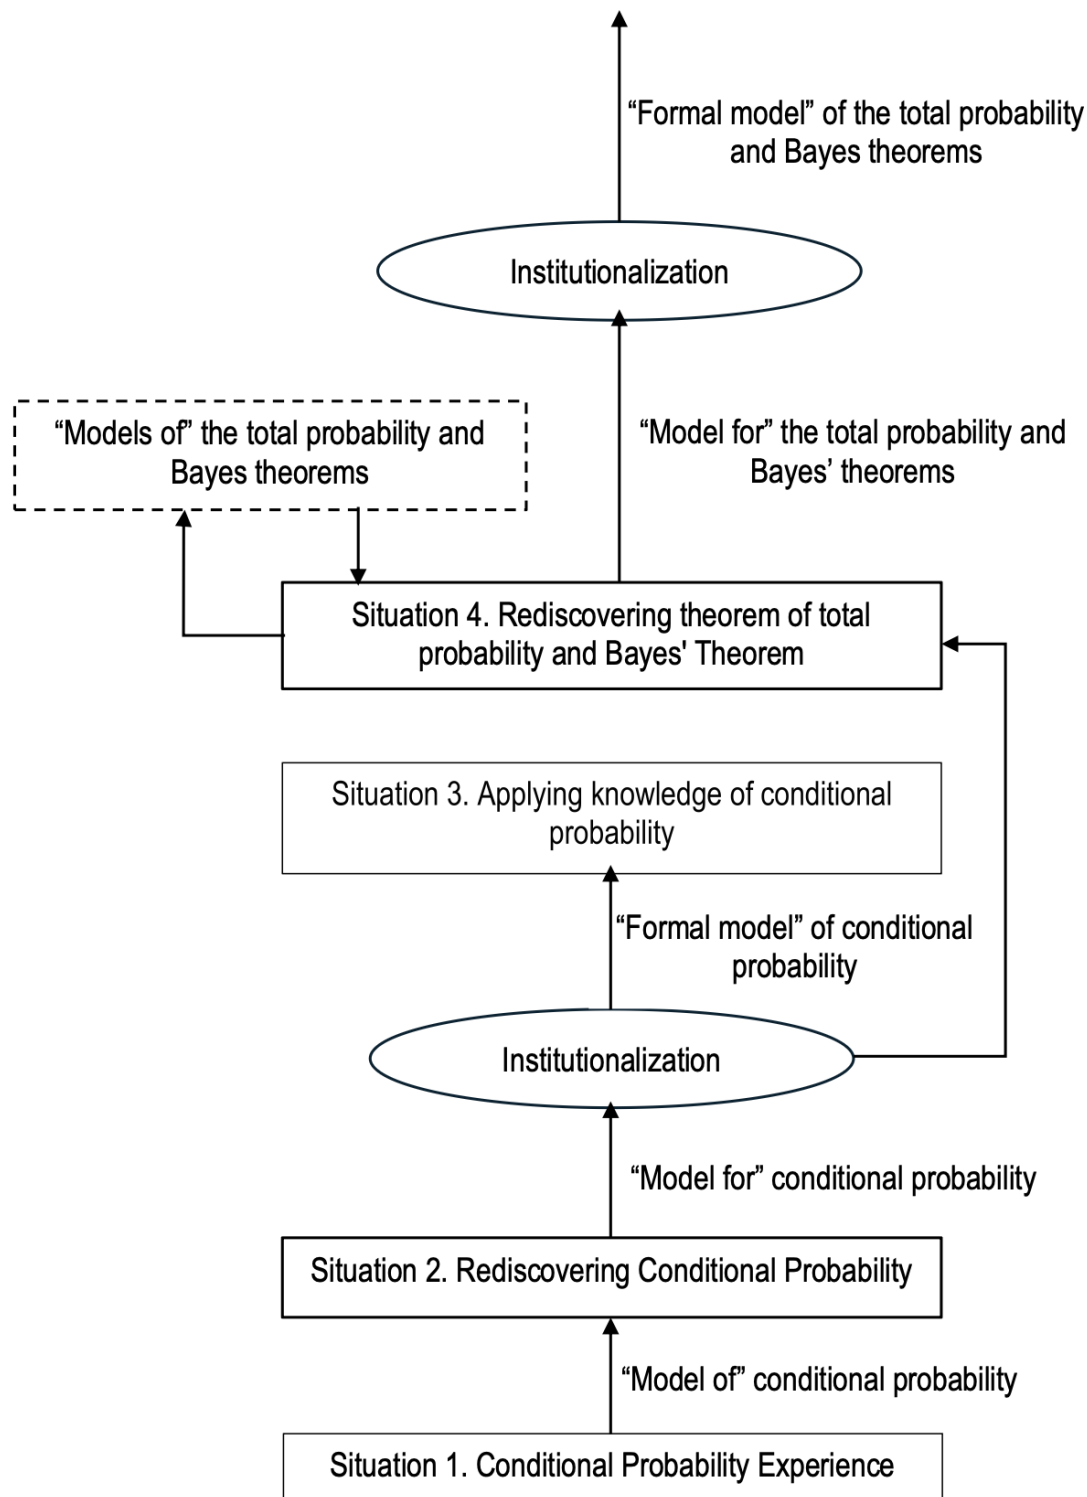 “Formal model” of the total probability
and Bayes theorems
Institutionalization
“Models of” the total probability and
Bayes theorems
“Model for” the total probability and
Bayes’ theorems
Situation 4. Rediscovering theorem of total
probability and Bayes' Theorem
Situation 3. Applying knowledge of conditional
probability
“Formal model” of conditional
probability
Institutionalization
“Model for” conditional probability
Situation 2. Rediscovering Conditional Probability
“Model of” conditional probability
Situation 1. Conditional Probability Experience